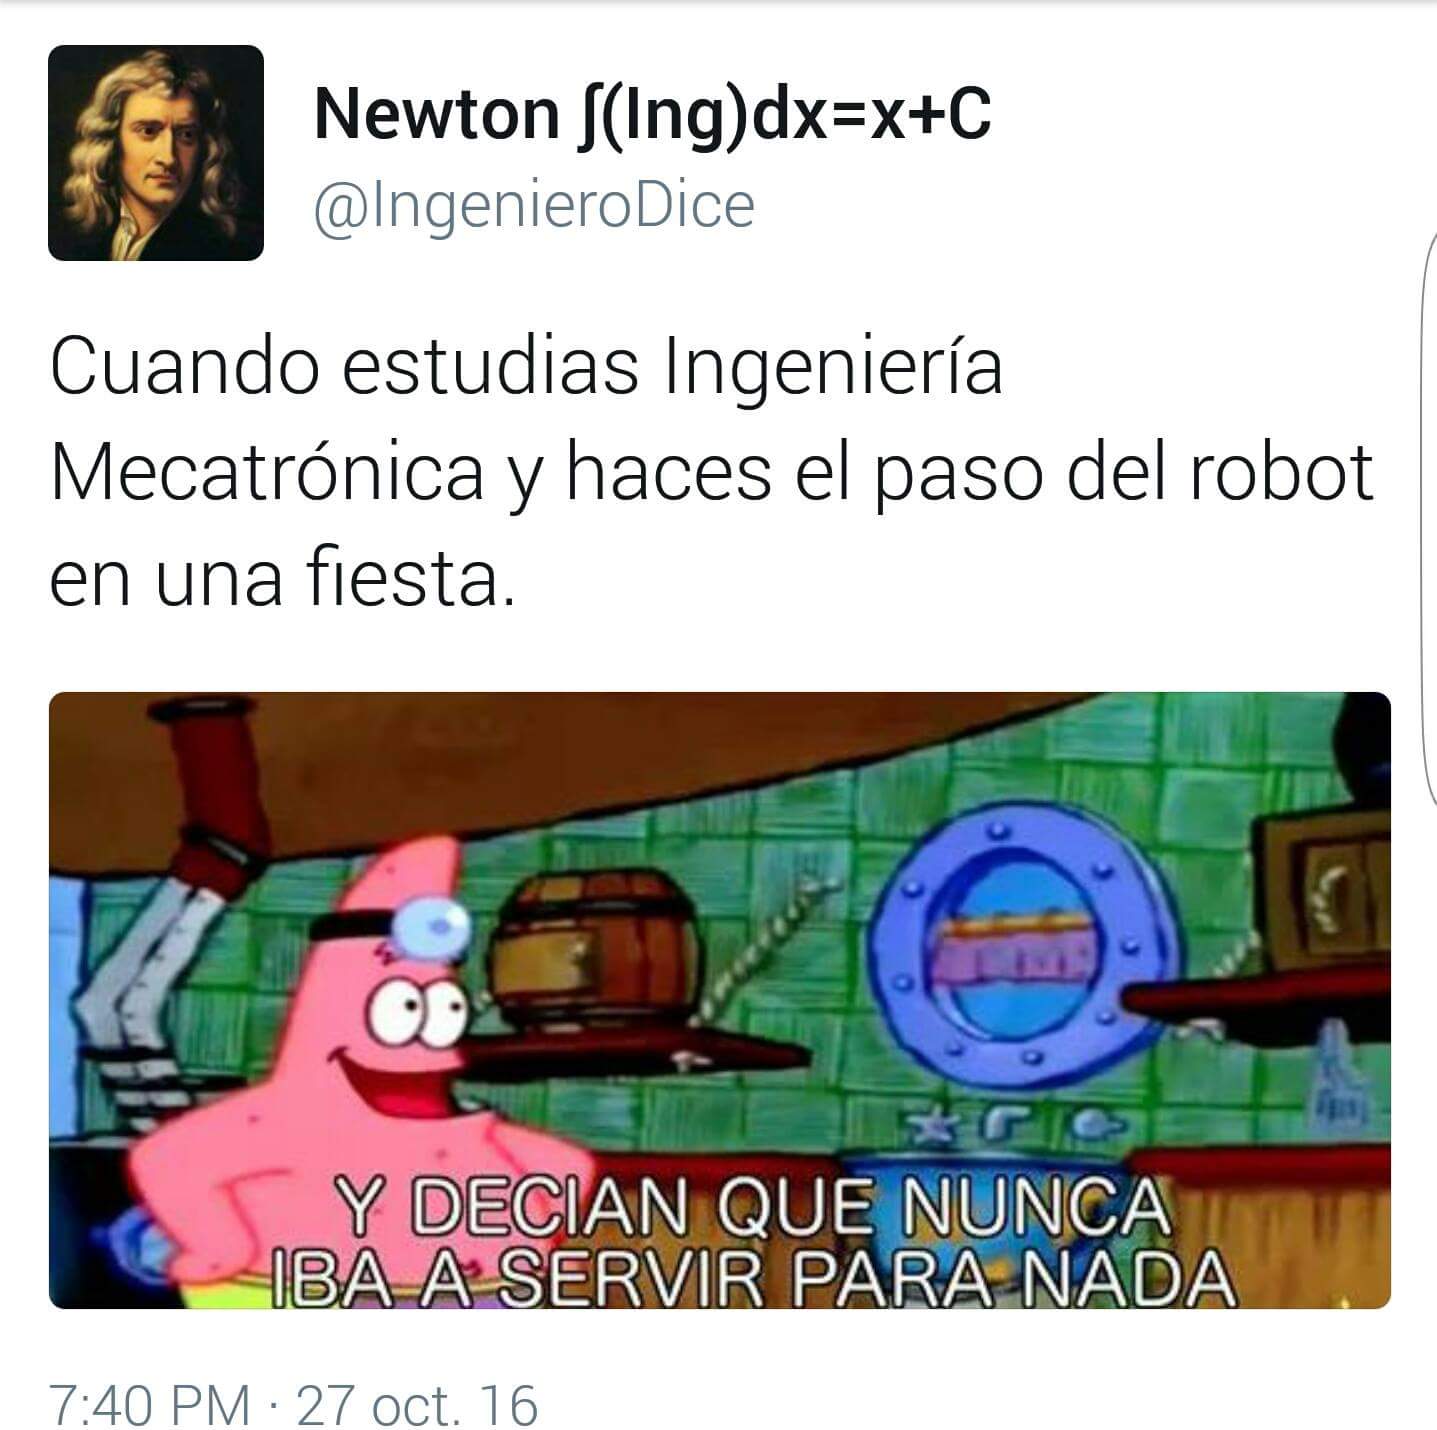 Newton ∫(Ing)dx=x+C
@IngenieroDice
Cuando estudias Ingeniería
Mecatrónica y haces el paso del robot
en una fiesta.
Y DECIAN QUE NUNCA
IBA A SERVIR PARA NADA
7:40 PM · 27 oct. 16